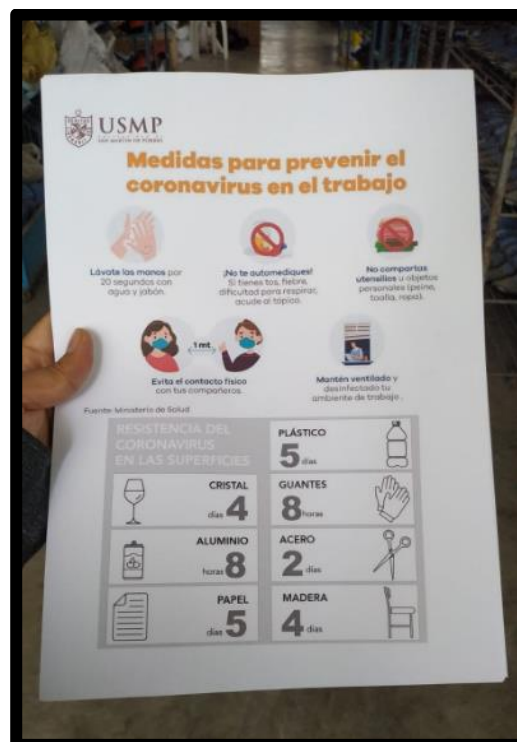 USMP
Medidas para prevenir el
coronavirus en el trabajo
Lávate las manos por
20 segundos con
agua y jabón.
¡No te automediques!
Si tienes tos, fiebre,
dificultad para respirar,
acude al tópico.
No compartas
utensilios u objetos
personales (peine,
toalla, ropa).
1 mt
Evita el contacto físico
con tus compañeros.
Mantén ventilado y
desinfectado tu
ambiente de trabajo.
Fuente: Ministerio de Salud
RESISTENCIA DEL
CORONAVIRUS
EN LAS SUPERFICIES
PLÁSTICO
5 días
CRISTAL
días 4
GUANTES
8 horas
ALUMINIO
horas 8
ACERO
2 días
PAPEL
días 5
MADERA
4 días